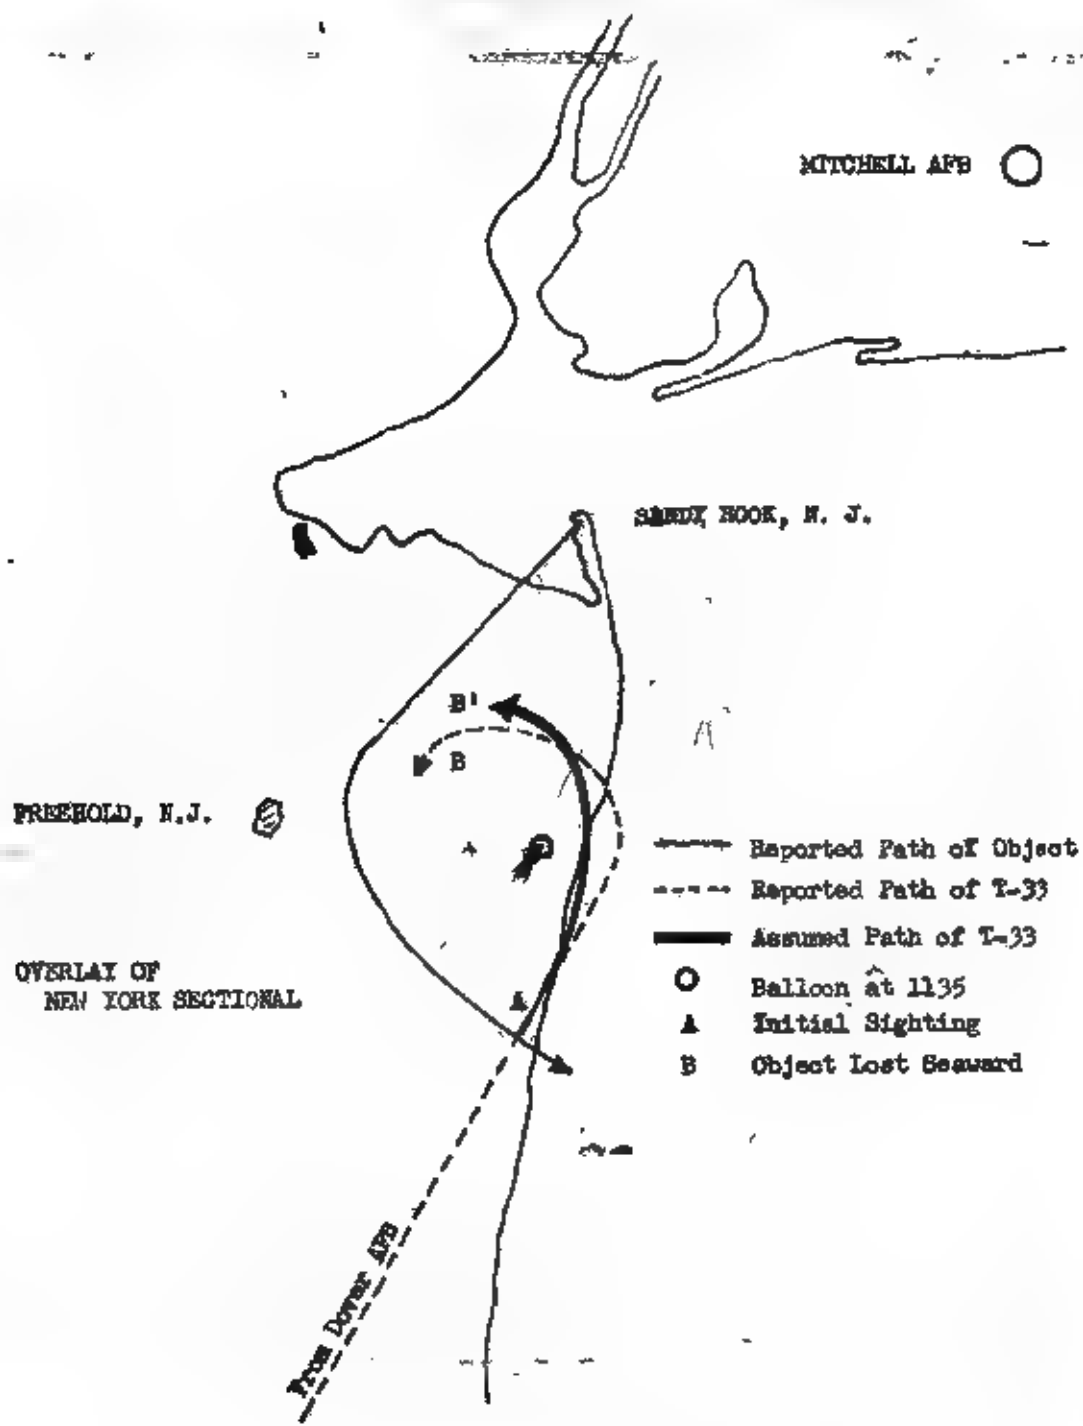 MITCHELL AFB
SANDY HOOK, N. J.
B'
B
FREEHOLD, N.J.
Reported Path of Object
Reported Path of T-33
Assumed Path of T-33
OVERLAY OF
NEW YORK SECTIONAL
Balloon at 1135
Initial Sighting
B Object Lost Seaward
From Dover AFB